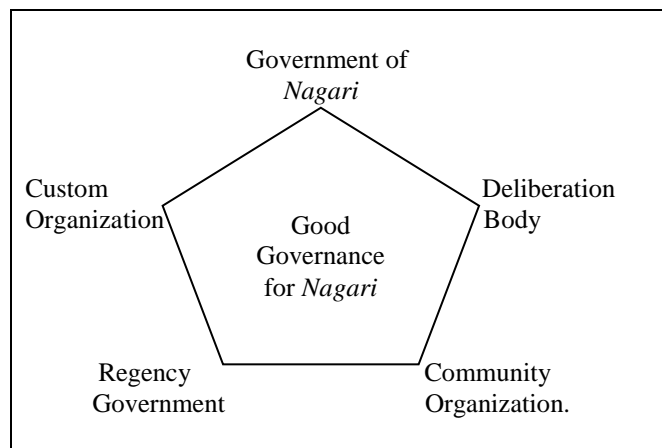 Government of
Nagari
Custom
Organization
Deliberation
Body
Good
Governance
for Nagari
Regency
Government
Community
Organization.